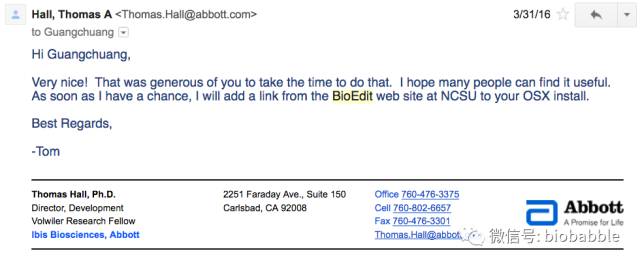 Hall, Thomas A <Thomas.Hall@abbott.com>
3/31/16
to Guangchuang
Hi Guangchuang,
Very nice!  That was generous of you to take the time to do that.  I hope many people can find it useful.
As soon as I have a chance, I will add a link from the BioEdit web site at NCSU to your OSX install.
Best Regards,
-Tom
Thomas Hall, Ph.D.
Director, Development
Volwiler Research Fellow
Ibis Biosciences, Abbott
2251 Faraday Ave., Suite 150
Carlsbad, CA 92008
Office 760-476-3375
Cell 760-802-6657
Fax 760-476-3301
Thomas.Hall@abbot
Abbott
A Promise for Life
微信号: biobabble